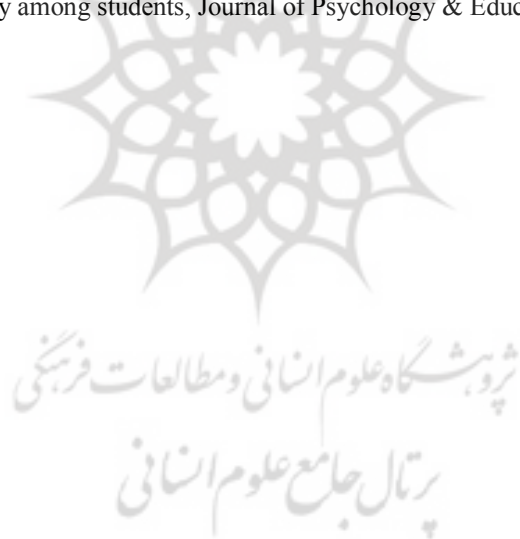 y among students, Journal of Psychology & Educ
پژوهشگاه علوم انسانی و مطالعات فرهنگی
پرتال جامع علوم انسانی